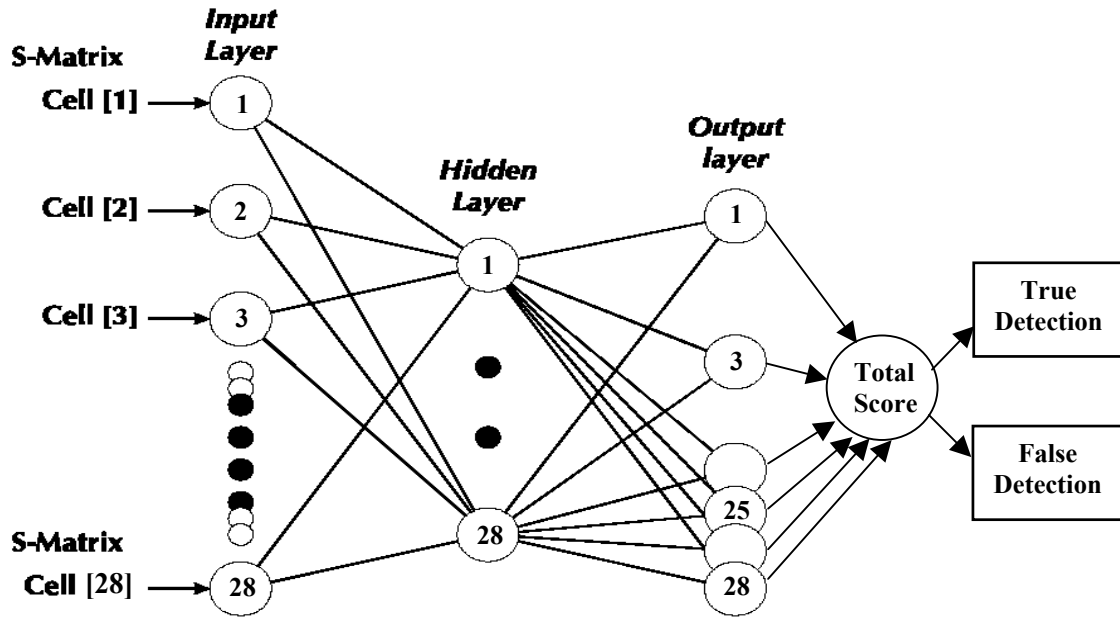 Input
Layer
S-Matrix
Cell [1]
1
Output
layer
Hidden
Layer
Cell [2]
2
1
1
True
Detection
Cell [3]
3
3
Total
Score
False
Detection
25
28
S-Matrix
Cell [28]
28
28